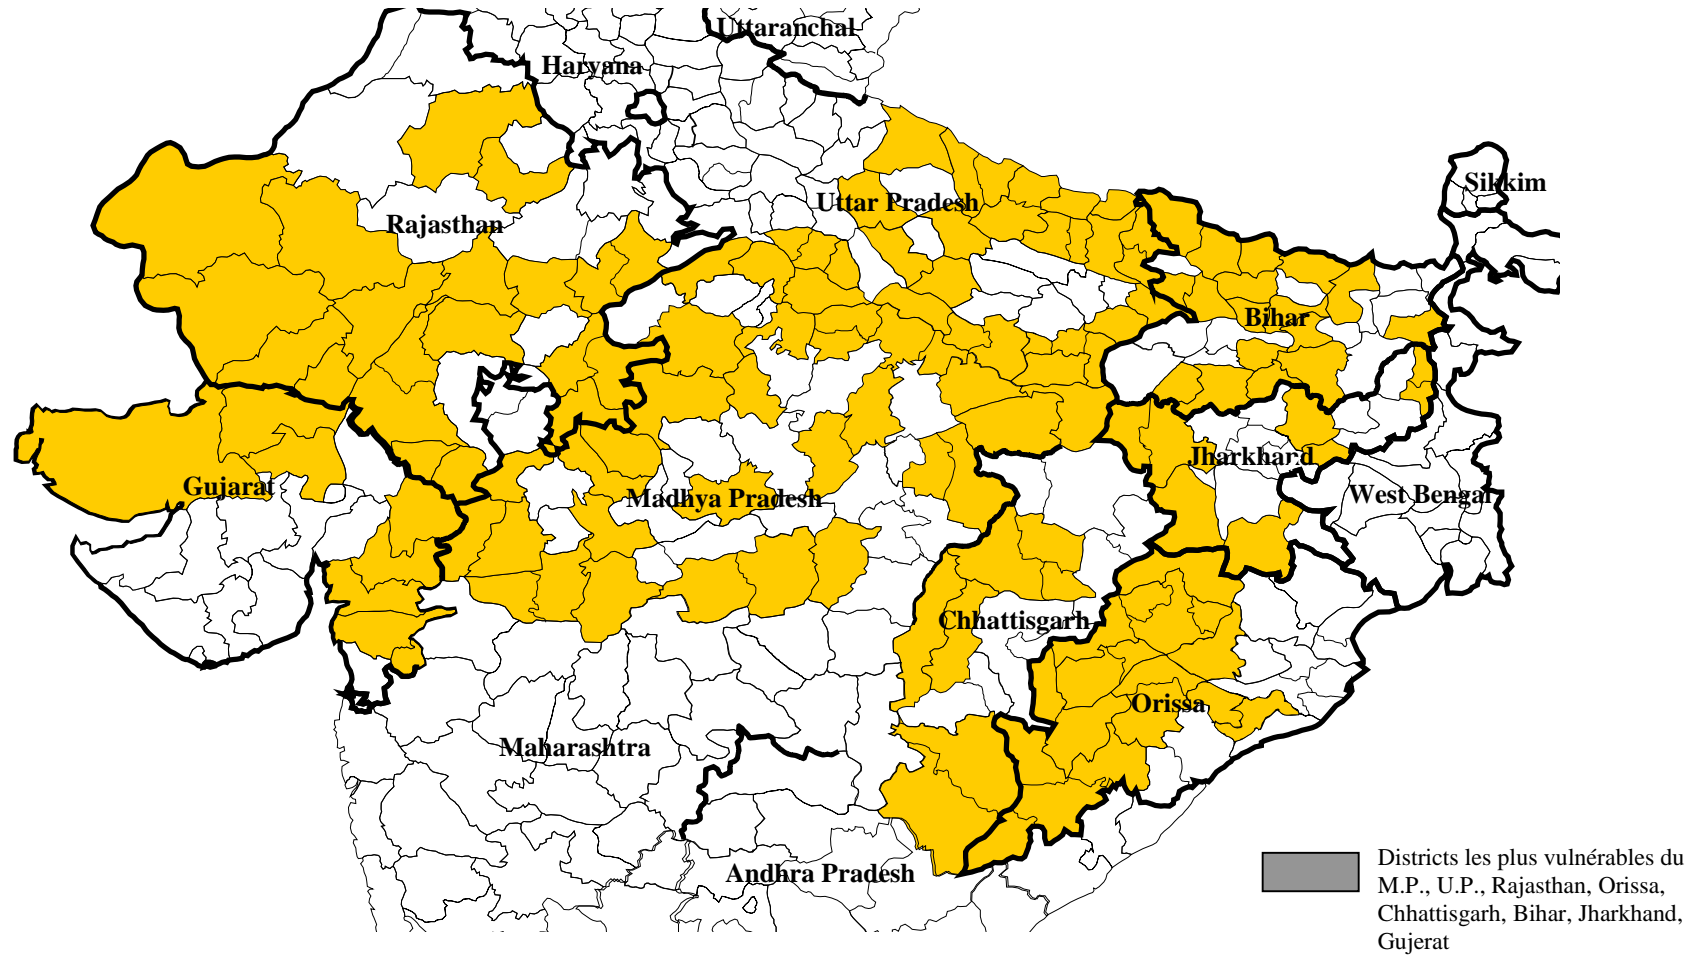 Uttaranchal
Haryana
Sikkim
Uttar Pradesh
Rajasthan
Bihar
Jharkhand
Gujarat
Madhya Pradesh
West Bengal
Chhattisgarh
Orissa
Maharashtra
Andhra Pradesh
Districts les plus vulnérables du
M.P., U.P., Rajasthan, Orissa,
Chhattisgarh, Bihar, Jharkhand,
Gujerat